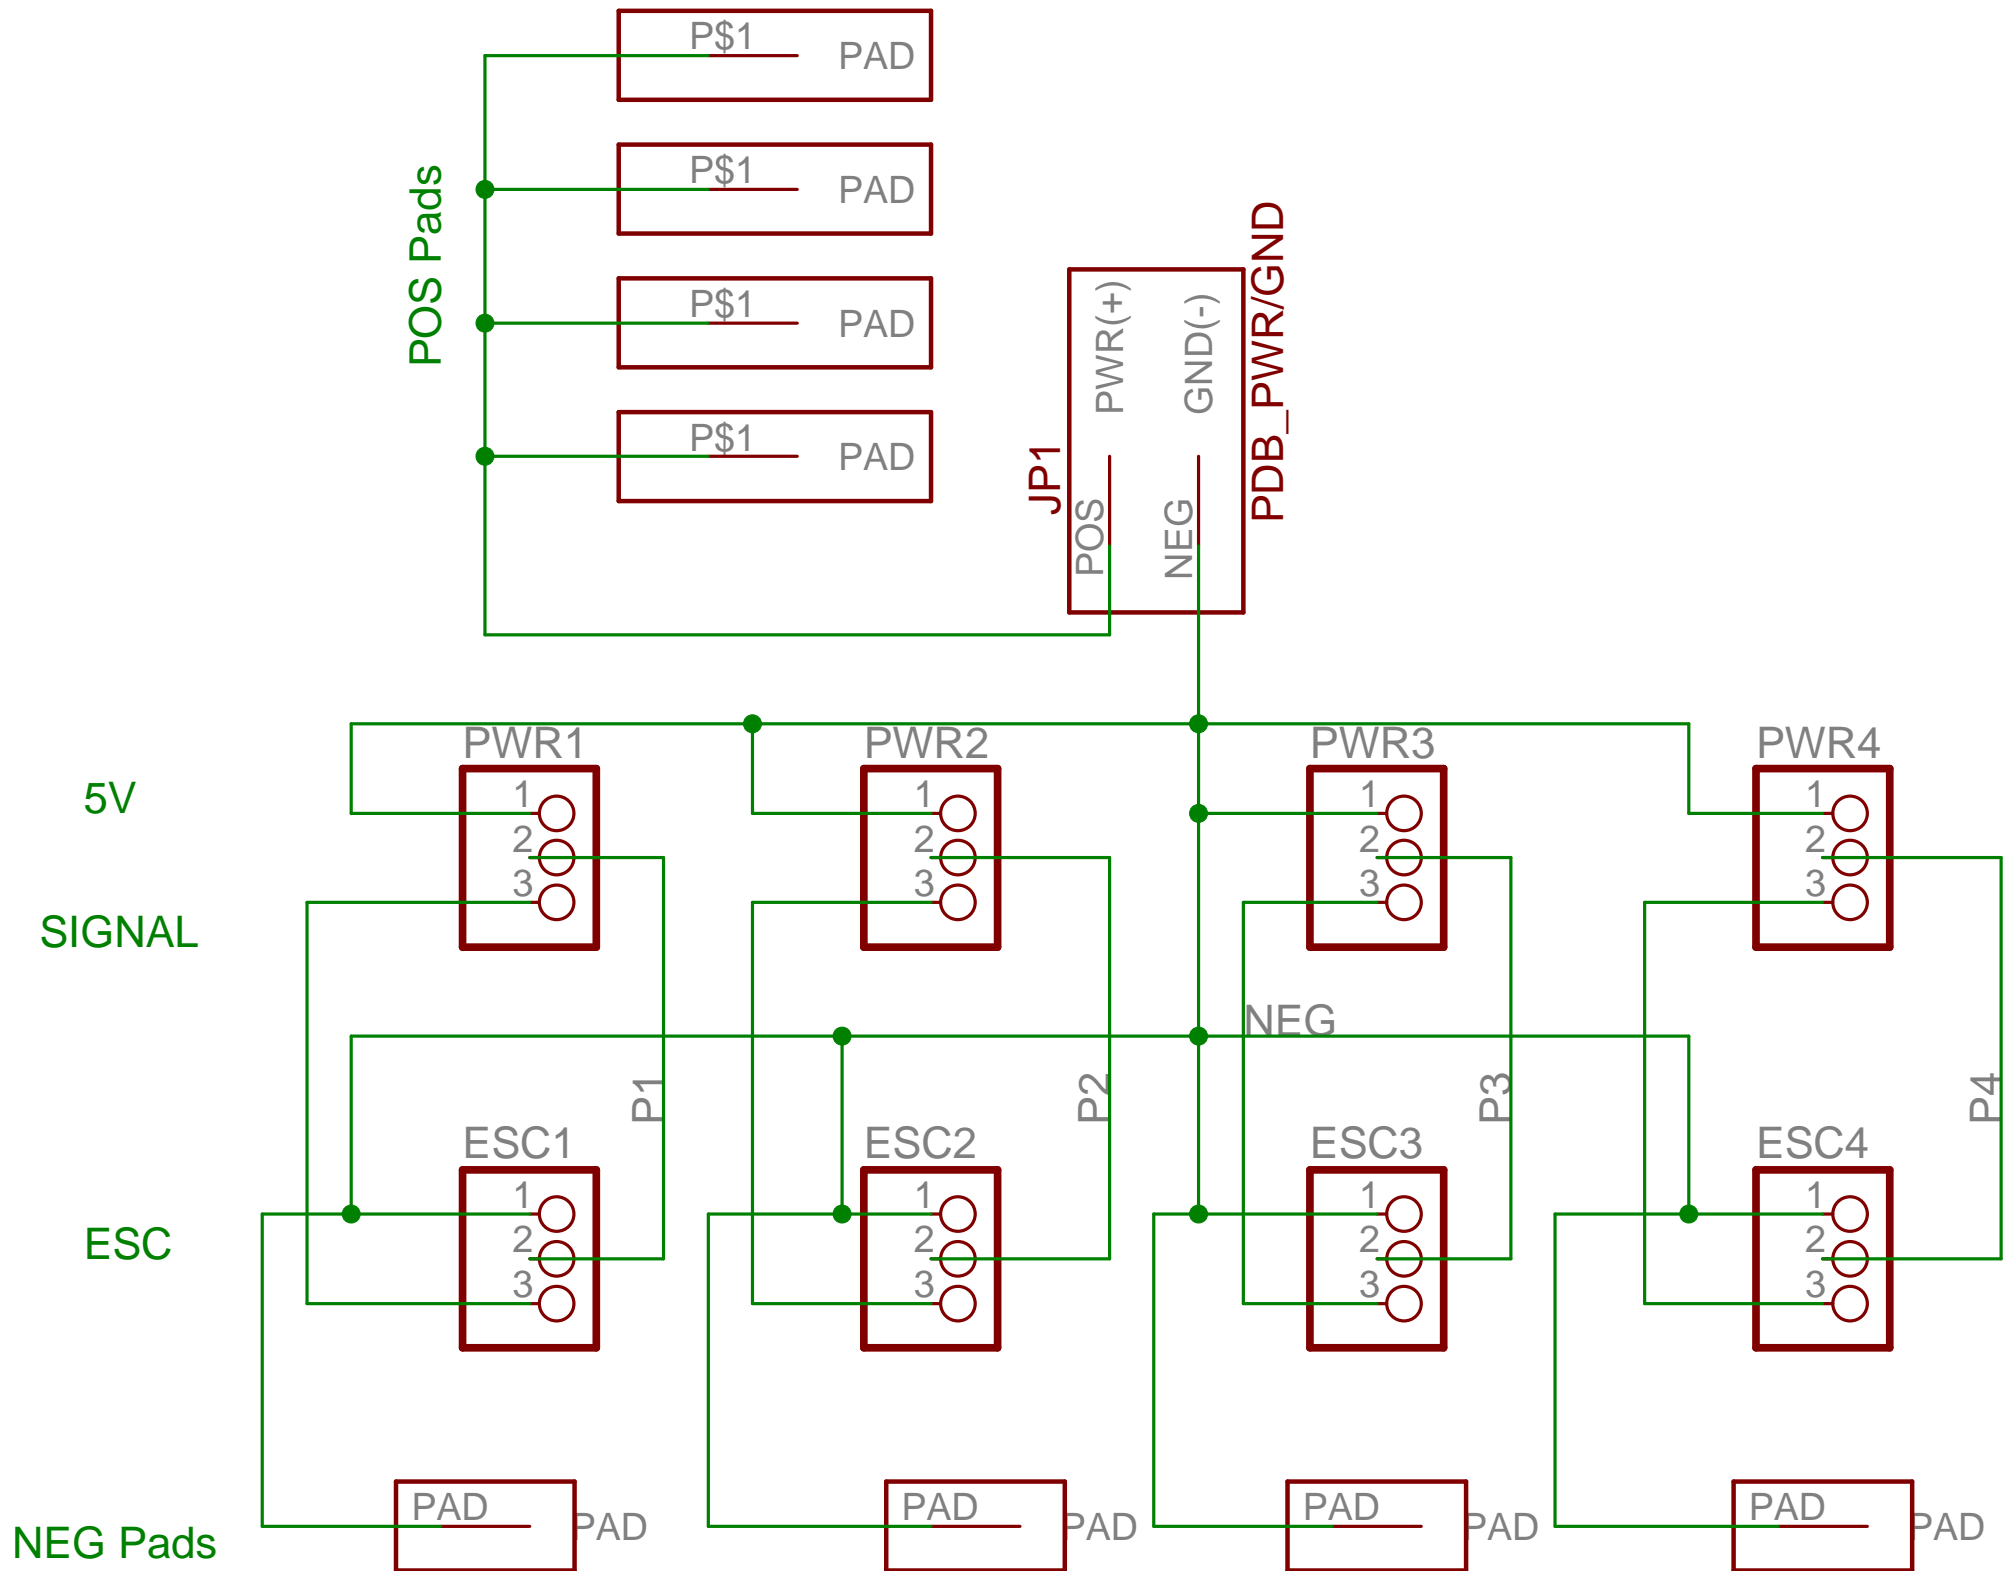 P$1 PAD
P$1 PAD
P$1 PAD
P$1 PAD
POS Pads
JP1
PWR(+)
GND(-)
POS
NEG
PDB_PWR/GND
PWR1 PWR2 PWR3 PWR4
5V
1 1 1 1
2 2 2 2
3 3 3 3
SIGNAL
NEG
P1 P2 P3 P4
ESC1 ESC2 ESC3 ESC4
1 1 1 1
2 2 2 2
ESC
3 3 3 3
PAD PAD PAD PAD
PAD PAD PAD PAD
NEG Pads